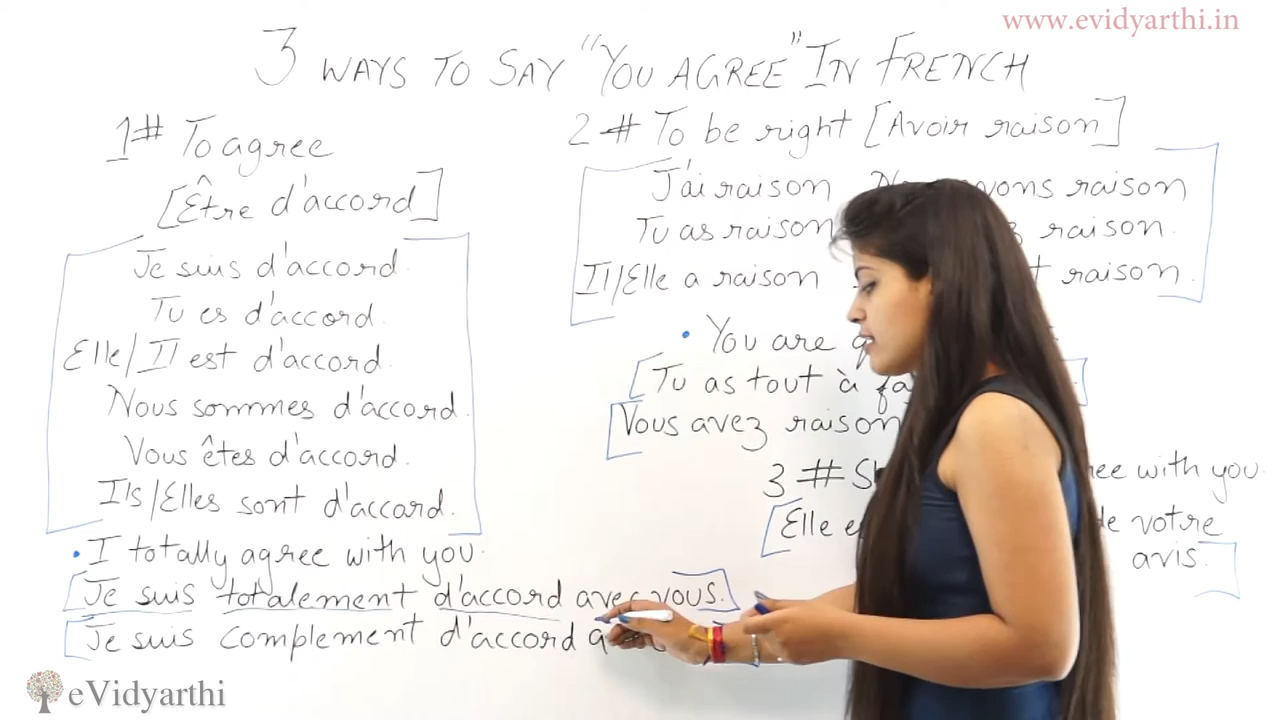 www.evidyarthi.in
3 WAYS TO SAY "YOU AGREE" IN FRENCH
1# To agree
[Être d'accord]
Je suis d'accord.
Tu es d'accord.
Elle/Il est d'accord.
Nous sommes d'accord.
Vous êtes d'accord.
Ils/Elles sont d'accord.
• I totally agree with you.
Je suis totalement d'accord avec vous.
Je suis complement d'accord
2# To be right [Avoir raison]
J'ai raison
raison
Tu as raison
raison.
Il/Elle a raison
raison.
• You are
Tu as tout à
Vous avez raison
3# with you.
Elle de votre
avis.
eVidyarthi